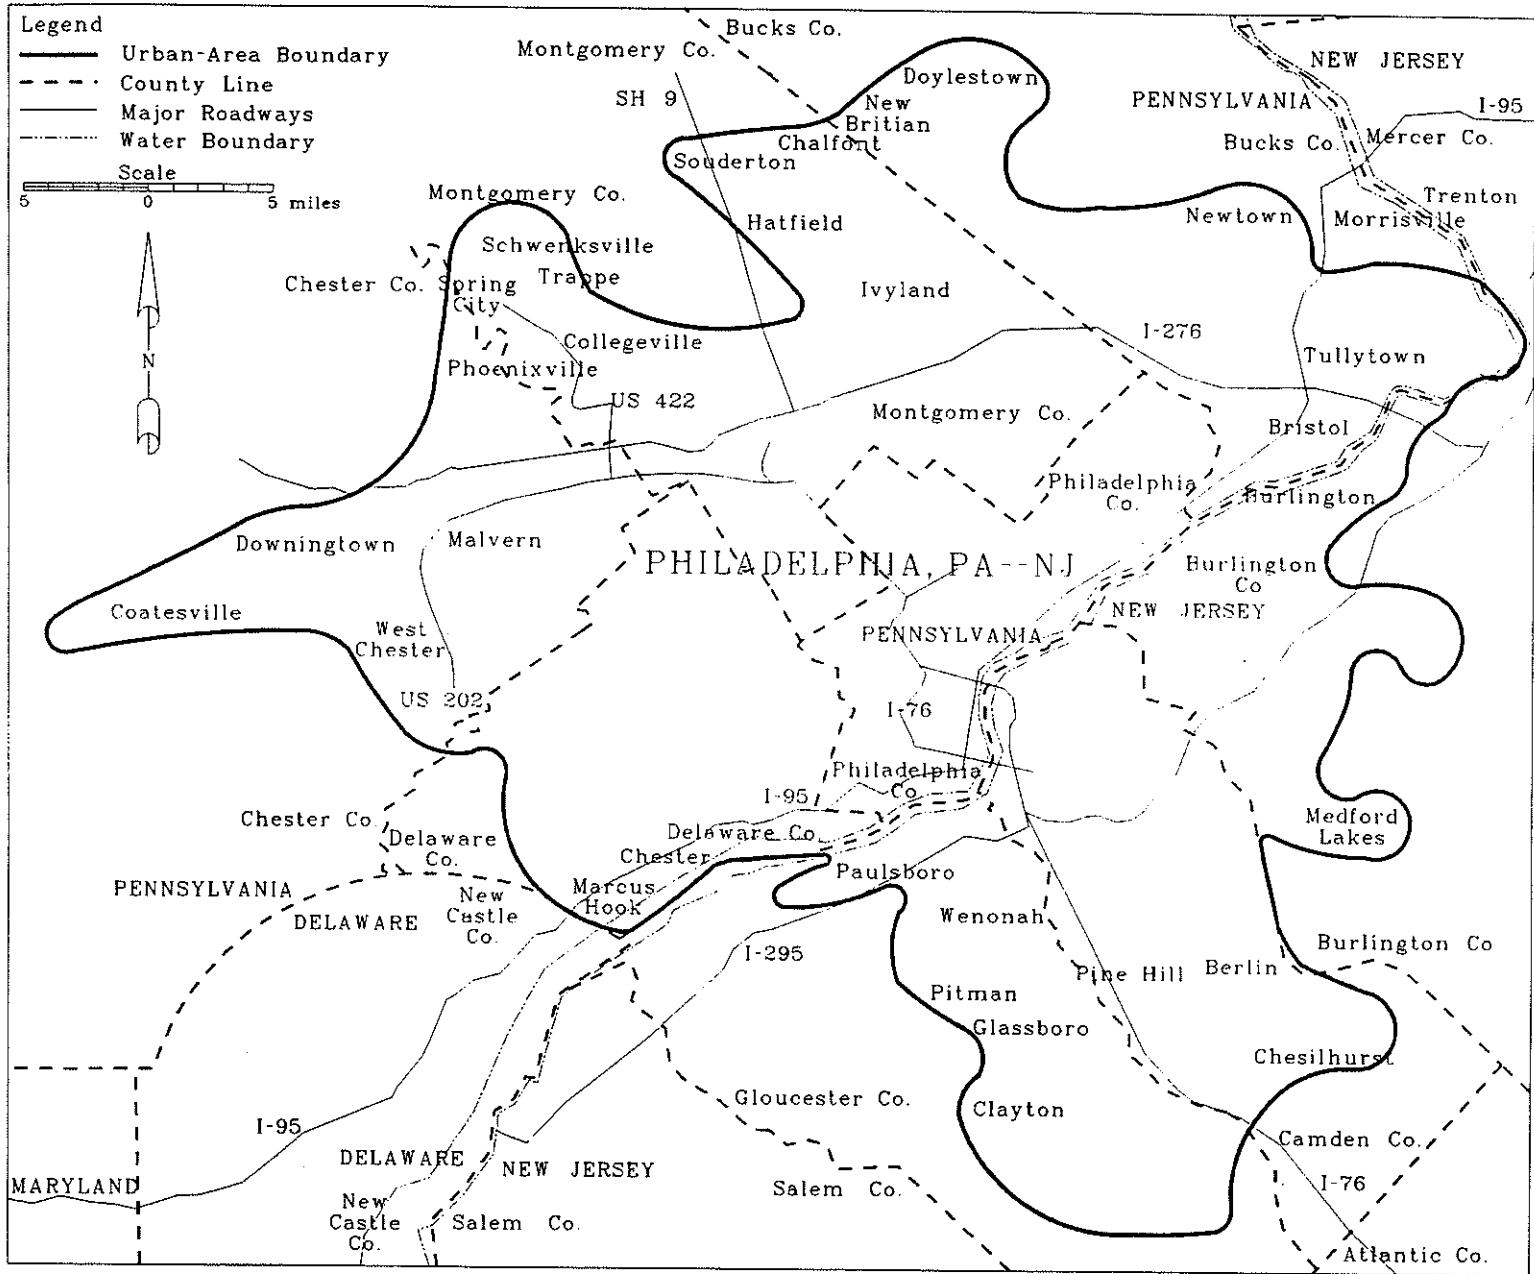 Legend
Urban-Area Boundary
County Line
Major Roadways
Water Boundary
Scale
5 0 5 miles
N
Bucks Co.
Montgomery Co.
SH 9
Doylestown
New
Britian
Chalfont
Souderton
NEW JERSEY
PENNSYLVANIA
I-95
Bucks Co.
Mercer Co.
Trenton
Newtown
Morrisville
Montgomery Co.
Hatfield
Schwenksville
Trappe
Chester Co.
Spring
City
Ivyland
Collegeville
Phoenixville
I-276
Tullytown
US 422
Montgomery Co.
Bristol
Philadelphia
Co.
Burlington
Downingtown
Malvern
PHILADELPHIA, PA--NJ
Burlington
Co
NEW JERSEY
Coatesville
West
Chester
PENNSYLVANIA
US 202
I-76
Philadelphia
Co.
I-95
Chester Co.
Delaware
Co.
Delaware Co.
Chester
Medford
Lakes
PENNSYLVANIA
DELAWARE
New
Castle
Co.
Marcus
Hook
Paulsboro
Wenonah
I-295
Pine Hill
Berlin
Burlington Co
Pitman
Glassboro
Chesilhurst
Gloucester Co.
Clayton
I-95
DELAWARE
NEW JERSEY
Camden Co.
MARYLAND
New
Castle
Co.
Salem Co.
Salem Co.
I-76
Atlantic Co.